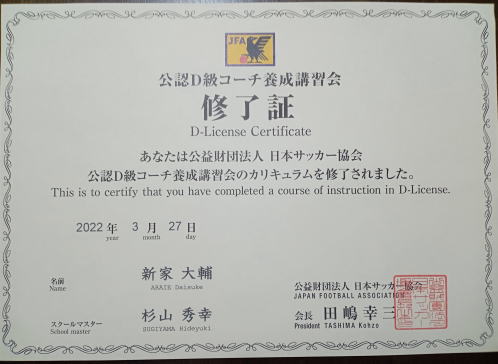 JFA
公認D級コーチ養成講習会
修了証
D-License Certificate
あなたは公益財団法人 日本サッカー協会
公認D級コーチ養成講習会のカリキュラムを修了されました。
This is to certify that you have completed a course of instruction in D-License.
2022 年 3 月 27 日
year month day
名前 新家 大輔
Name ARAIE Daisuke
スクールマスター 杉山 秀幸
School master SUGIYAMA Hideyuki
公益財団法人 日本サッカー協会
JAPAN FOOTBALL ASSOCIATION
会長 田嶋 幸三
President TASHIMA Kohzo